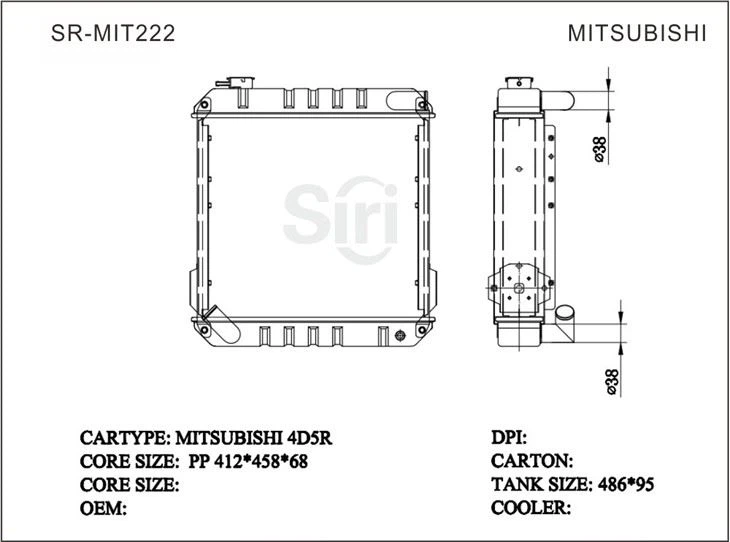 SR-MIT222
MITSUBISHI
ø38
Siri
ø38
CARTYPE: MITSUBISHI 4D5R
CORE SIZE: PP 412*458*68
CORE SIZE:
OEM:
DPI:
CARTON:
TANK SIZE: 486*95
COOLER: